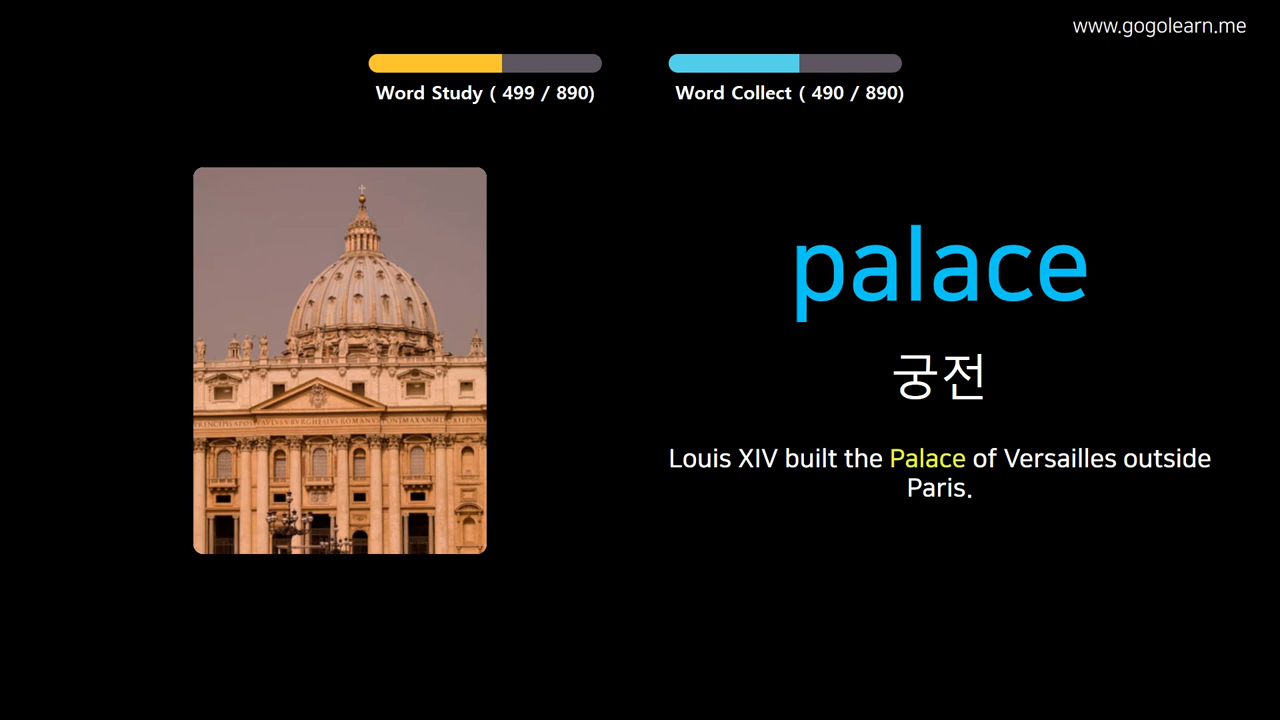 www.gogolearn.me
Word Study ( 499 / 890)
Word Collect ( 490 / 890)
palace
궁전
Louis XIV built the Palace of Versailles outside
Paris.